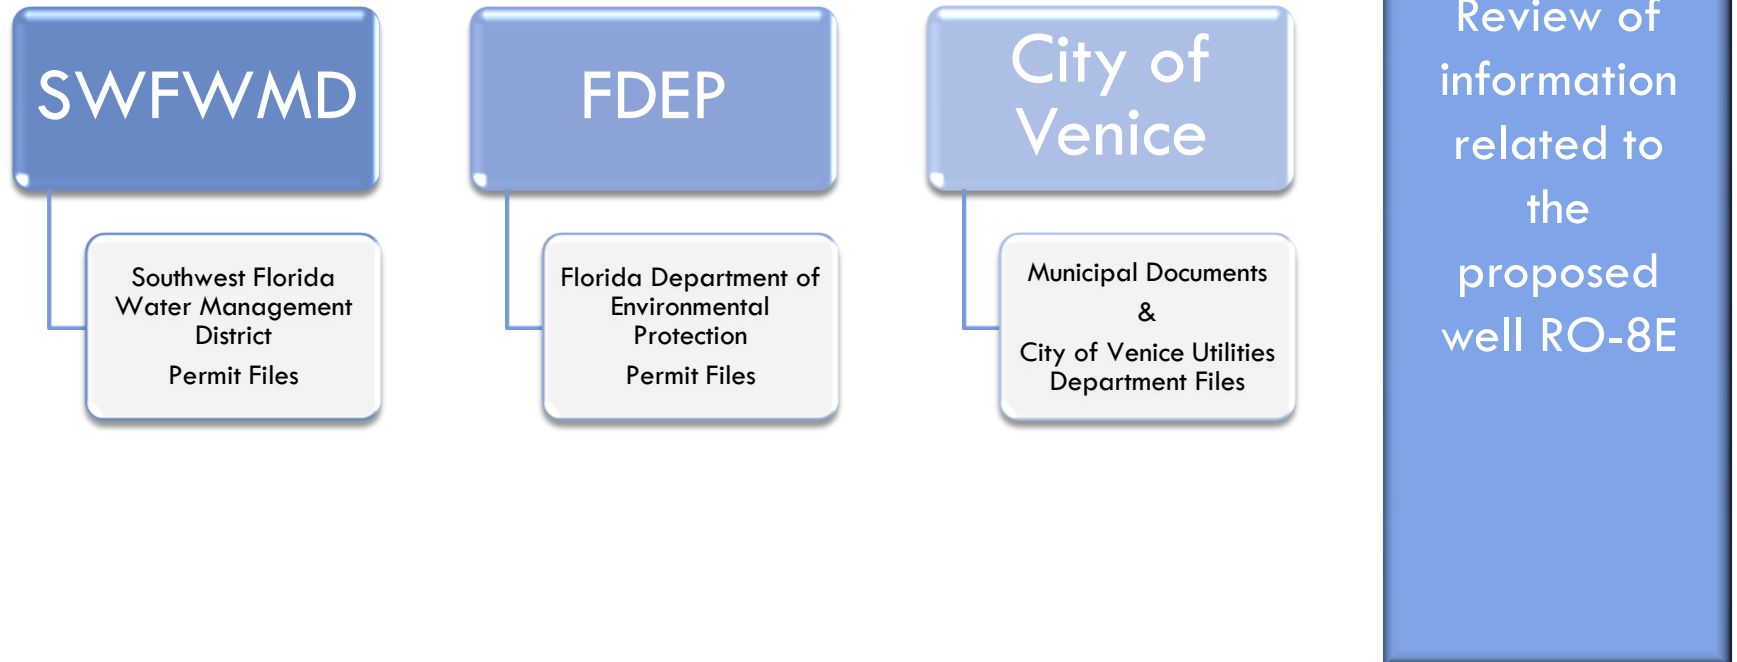 SWFWMD
Southwest Florida
Water Management
District
Permit Files
FDEP
Florida Department of
Environmental
Protection
Permit Files
City of
Venice
Municipal Documents
&
City of Venice Utilities
Department Files
Review of
information
related to
the
proposed
well RO-8E